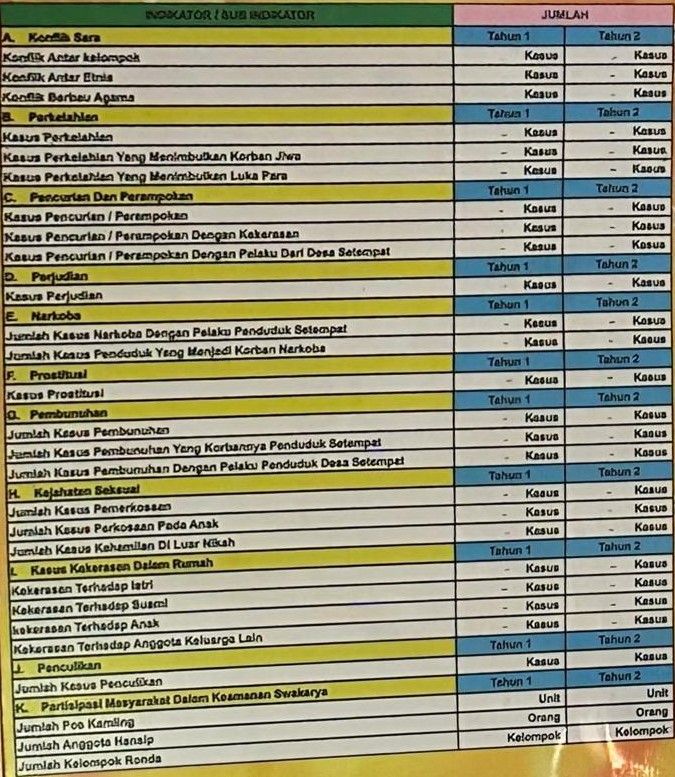 INDIKATOR / SUB INDIKATOR JUMLAH
A. Konflik Sara Tahun 1 Tahun 2
Konflik Antar kelompok Kasus - Kasus
Konflik Antar Etnis Kasus - Kasus
Konflik Berbau Agama Kasus - Kasus
B. Perkelahian Tahun 1 Tahun 2
Kasus Perkelahian - Kasus - Kasus
Kasus Perkelahian Yang Menimbulkan Korban Jiwa - Kasus - Kasus
Kasus Perkelahian Yang Menimbulkan Luka Para - Kasus - Kasus
C. Pencurian Dan Perampokan Tahun 1 Tahun 2
Kasus Pencurian / Perampokan - Kasus - Kasus
Kasus Pencurian / Perampokan Dengan Kekerasan - Kasus - Kasus
Kasus Pencurian / Perampokan Dengan Pelaku Dari Desa Setempat - Kasus - Kasus
D. Perjudian Tahun 1 Tahun 2
Kasus Perjudian - Kasus - Kasus
E. Narkoba Tahun 1 Tahun 2
Jumlah Kasus Narkoba Dengan Pelaku Penduduk Setempat - Kasus - Kasus
Jumlah Kasus Penduduk Yang Menjadi Korban Narkoba - Kasus - Kasus
F. Prostitusi Tahun 1 Tahun 2
Kasus Prostitusi - Kasus - Kasus
G. Pembunuhan Tahun 1 Tahun 2
Jumlah Kasus Pembunuhan - Kasus - Kasus
Jumlah Kasus Pembunuhan Yang Korbannya Penduduk Setempat - Kasus - Kasus
Jumlah Kasus Pembunuhan Dengan Pelaku Penduduk Desa Setempat - Kasus - Kasus
H. Kejahatan Seksual Tahun 1 Tahun 2
Jumlah Kasus Pemerkosaan - Kasus - Kasus
Jumlah Kasus Perkosaan Pada Anak - Kasus - Kasus
Jumlah Kasus Kehamilan Di Luar Nikah - Kasus - Kasus
I. Kasus Kekerasan Dalam Rumah Tahun 1 Tahun 2
Kekerasan Terhadap Istri - Kasus - Kasus
Kekerasan Terhadap Suami - Kasus - Kasus
kekerasan Terhadap Anak - Kasus - Kasus
Kekerasan Terhadap Anggota Keluarga Lain - Kasus - Kasus
J. Penculikan Tahun 1 Tahun 2
Jumlah Kasus Penculikan Kasus Kasus
K. Partisipasi Masyarakat Dalam Keamanan Swakarya Tahun 1 Tahun 2
Jumlah Pos Kamling Unit Unit
Jumlah Anggota Hansip Orang Orang
Jumlah Kelompok Ronda Kelompok Kelompok